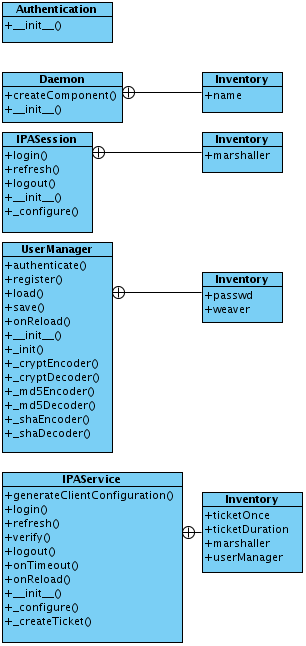 Authentication
+__init__()
Daemon
+createComponent()
+__init__()
Inventory
+name
IPASession
+login()
+refresh()
+logout()
+__init__()
+_configure()
Inventory
+marshaller
UserManager
+authenticate()
+register()
+load()
+save()
+onReload()
+__init__()
+_init()
+_cryptEncoder()
+_cryptDecoder()
+_md5Encoder()
+_md5Decoder()
+_shaEncoder()
+_shaDecoder()
Inventory
+passwd
+weaver
IPAService
+generateClientConfiguration()
+login()
+refresh()
+verify()
+logout()
+onTimeout()
+onReload()
+__init__()
+_configure()
+_createTicket()
Inventory
+ticketOnce
+ticketDuration
+marshaller
+userManager